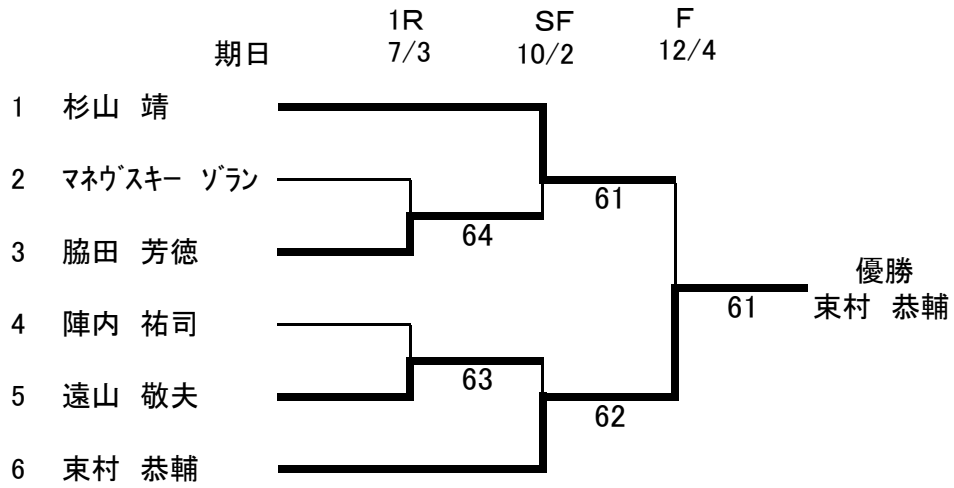 1R SF F
期日 7/3 10/2 12/4
1 杉山 靖
2 マネヴスキー ゾラン
61
64
3 脇田 芳徳
優勝
61 東村 恭輔
4 陣内 祐司
63
5 遠山 敬夫
62
6 東村 恭輔